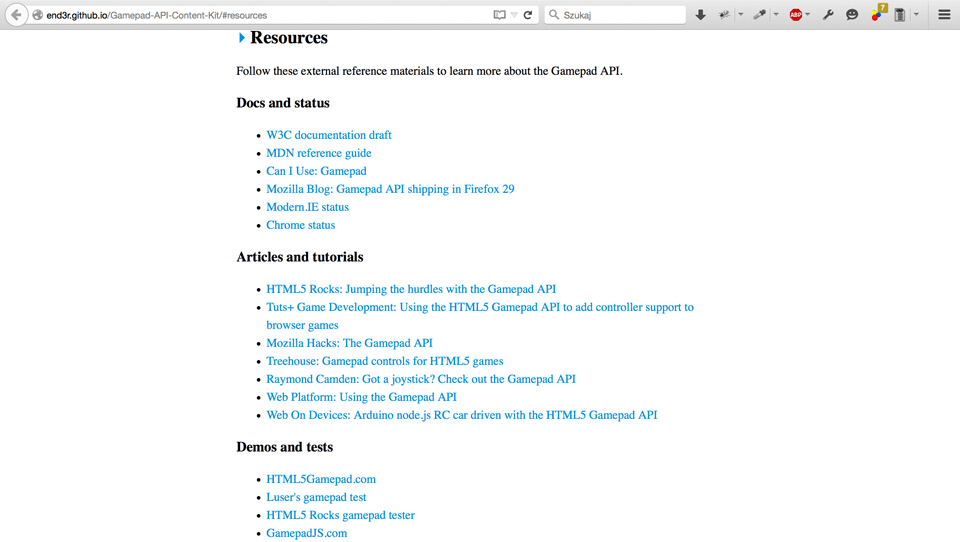 end3r.github.io/Gamepad-API-Content-Kit/#resources
Szukaj
ABP
7
Resources
Follow these external reference materials to learn more about the Gamepad API.
Docs and status
W3C documentation draft
MDN reference guide
Can I Use: Gamepad
Mozilla Blog: Gamepad API shipping in Firefox 29
Modern.IE status
Chrome status
Articles and tutorials
HTML5 Rocks: Jumping the hurdles with the Gamepad API
Tuts+ Game Development: Using the HTML5 Gamepad API to add controller support to
browser games
Mozilla Hacks: The Gamepad API
Treehouse: Gamepad controls for HTML5 games
Raymond Camden: Got a joystick? Check out the Gamepad API
Web Platform: Using the Gamepad API
Web On Devices: Arduino node.js RC car driven with the HTML5 Gamepad API
Demos and tests
HTML5Gamepad.com
Luser's gamepad test
HTML5 Rocks gamepad tester
GamepadJS.com